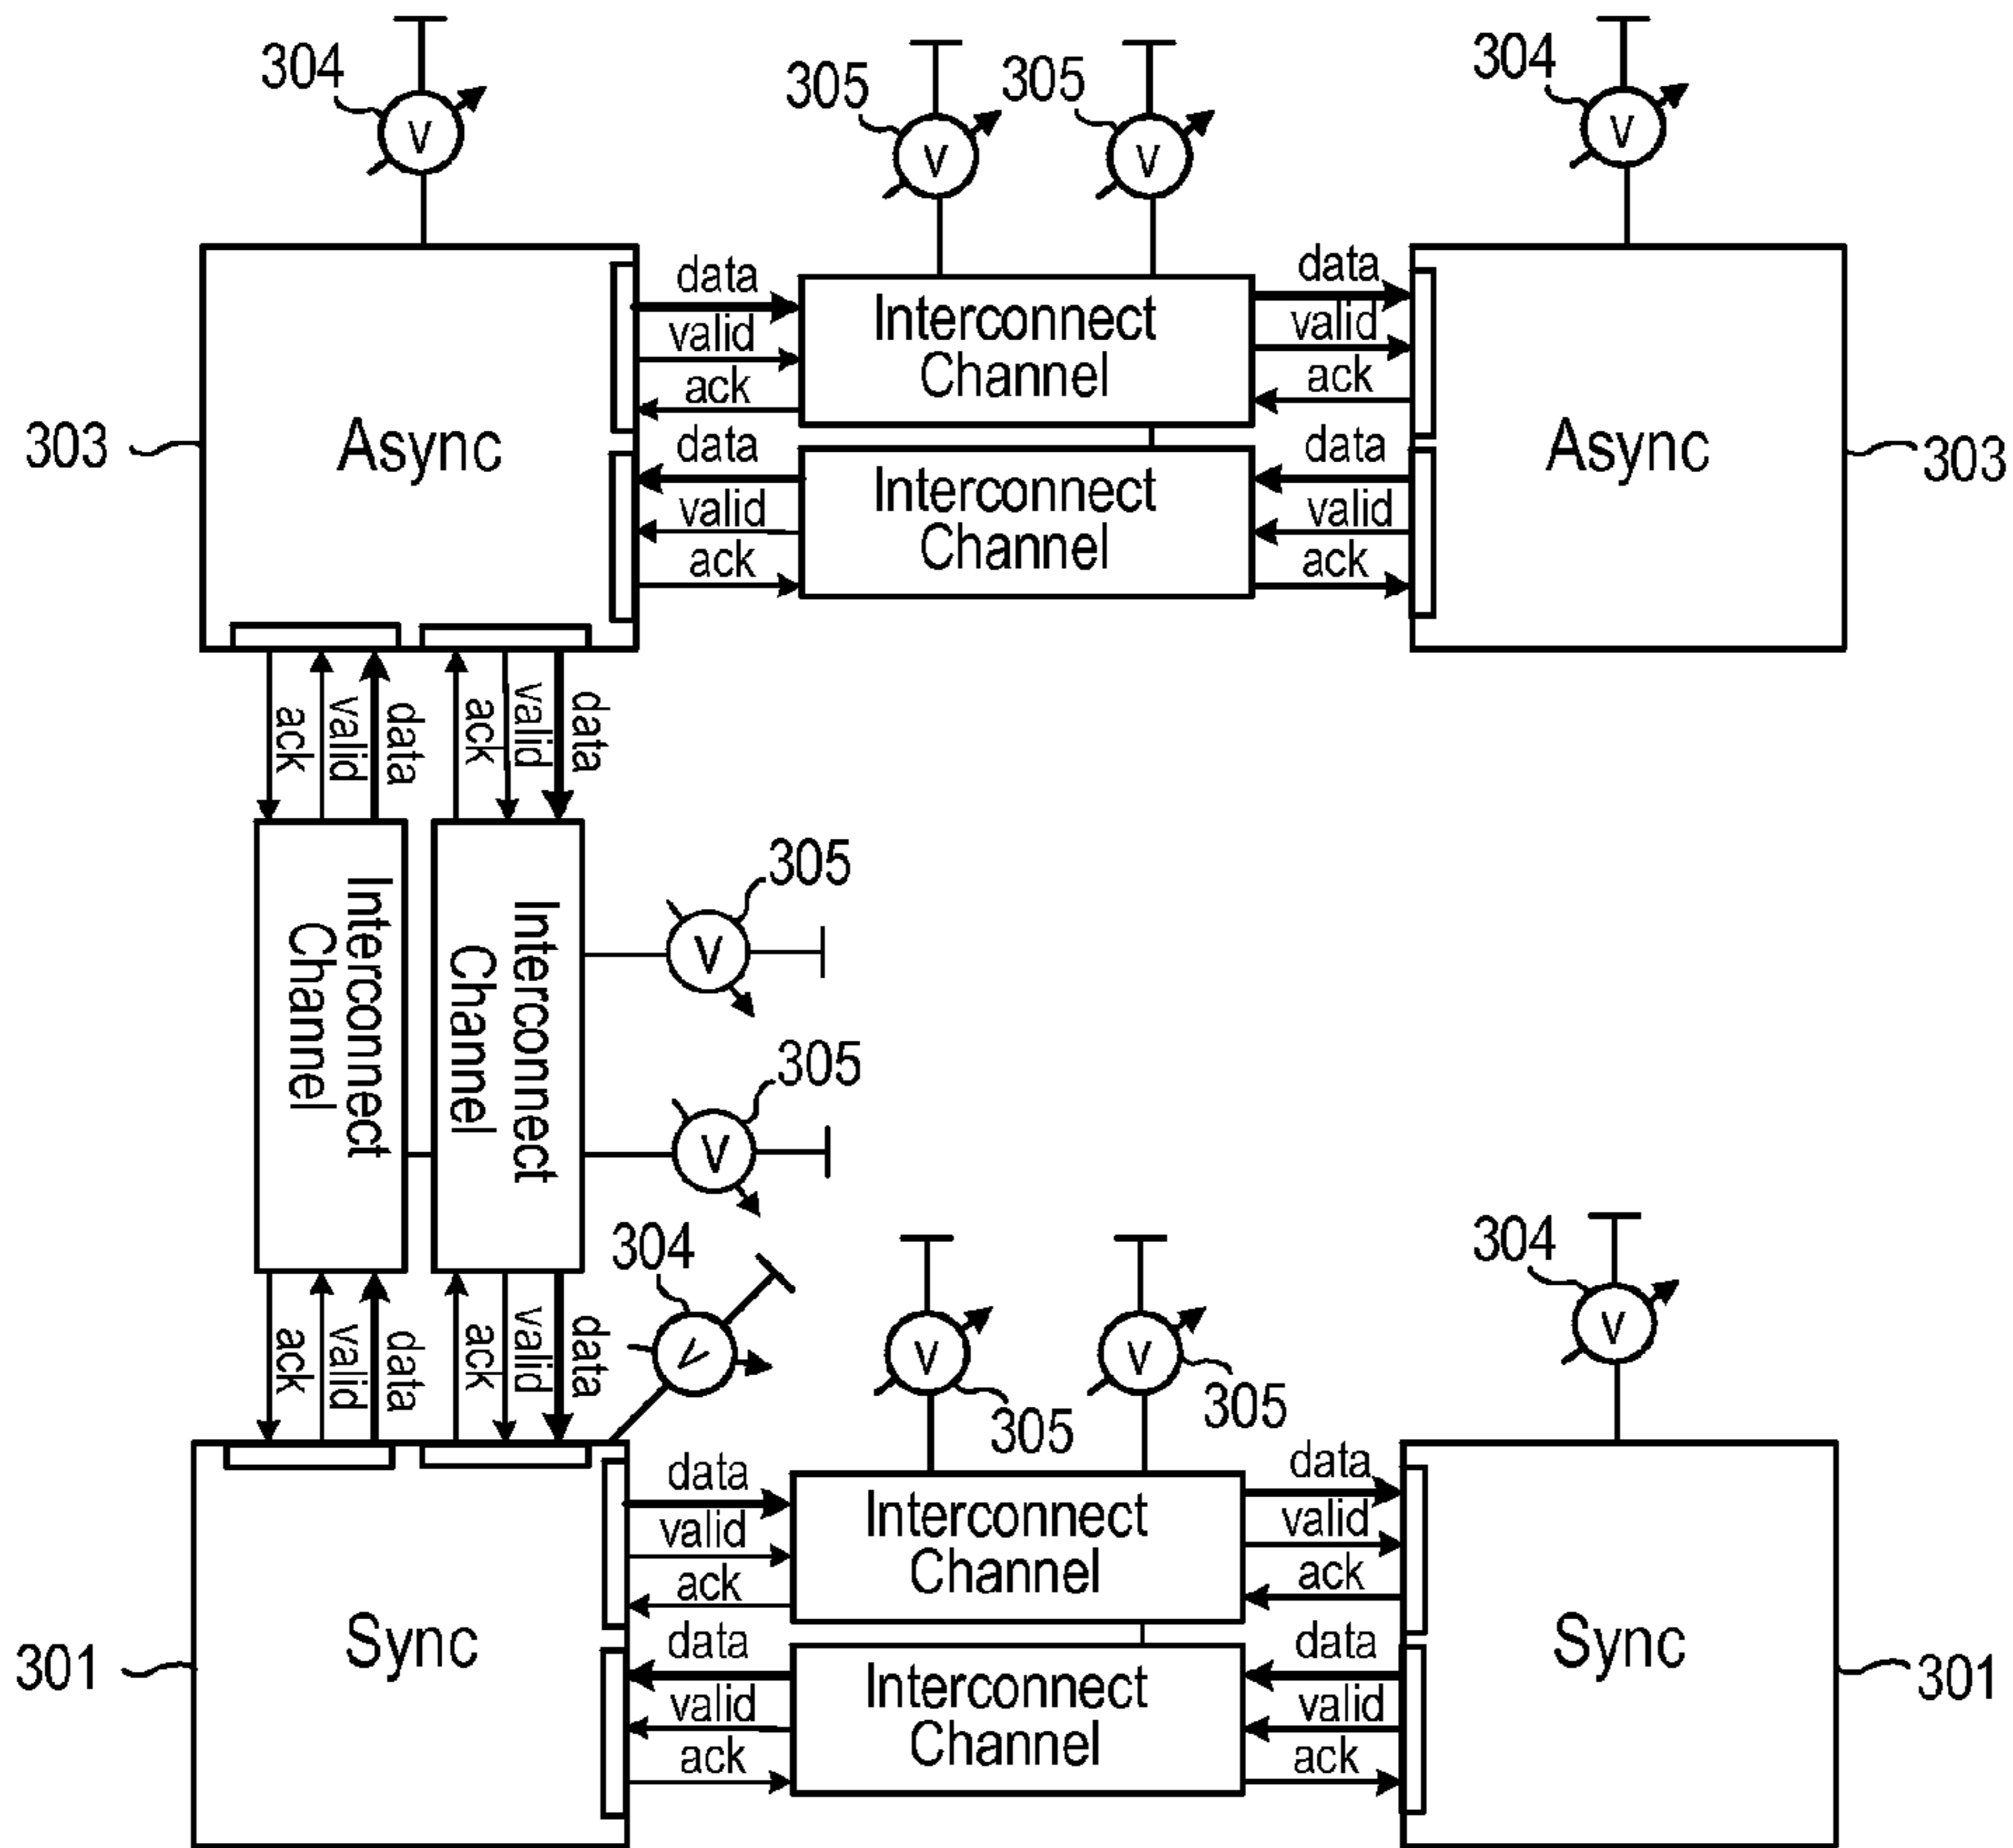 304
V
305
V
305
V
304
V
303
Async
data
valid
ack
data
valid
ack
Interconnect
Channel
Interconnect
Channel
data
valid
ack
data
valid
ack
Async
303
ack
valid
data
ack
valid
data
Interconnect
Channel
Interconnect
Channel
305
V
305
V
ack
valid
data
ack
valid
data
304
V
V
305
V
305
304
V
301
Sync
data
valid
ack
data
valid
ack
Interconnect
Channel
Interconnect
Channel
data
valid
ack
data
valid
ack
Sync
301